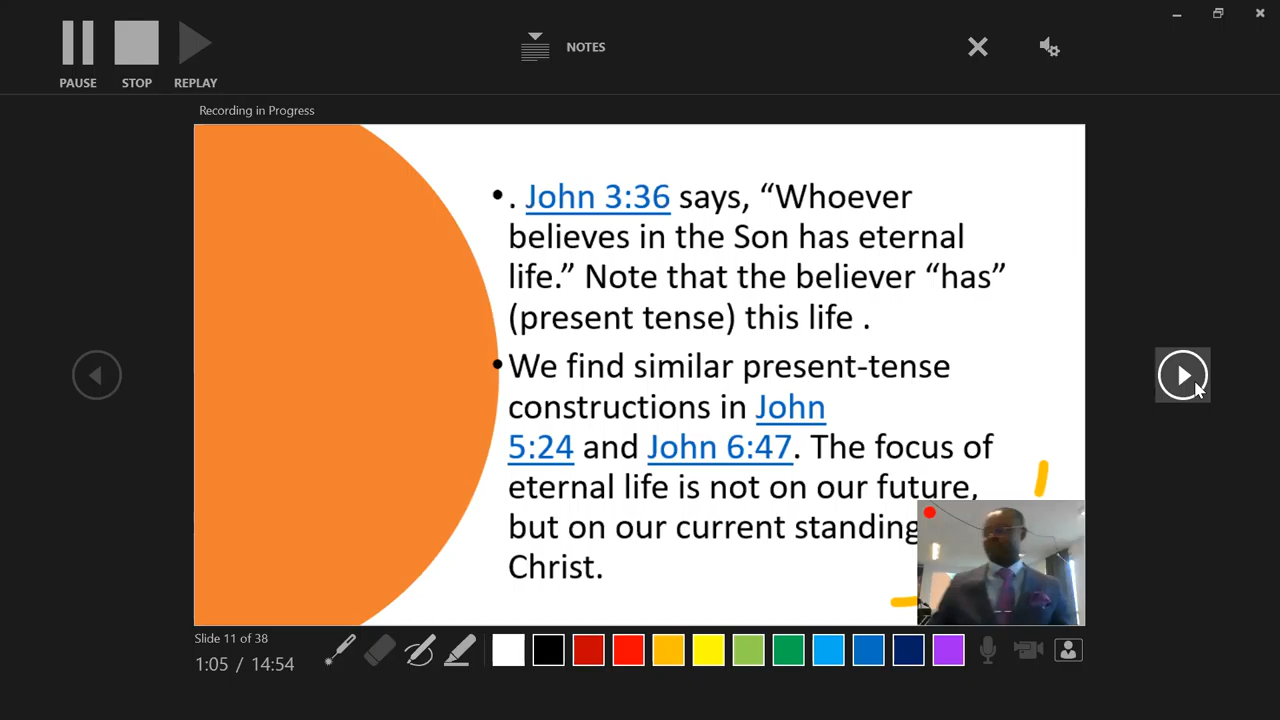 NOTES
PAUSE STOP REPLAY
Recording in Progress
• . John 3:36 says, “Whoever
believes in the Son has eternal
life.” Note that the believer “has”
(present tense) this life .
• We find similar present-tense
constructions in John
5:24 and John 6:47. The focus of
eternal life is not on our future,
but on our current standing
Christ.
Slide 11 of 38
1:05 / 14:54